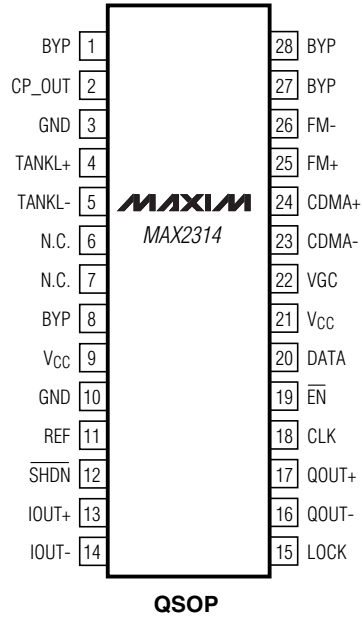 BYP 1 28 BYP
CP_OUT 2 27 BYP
GND 3 26 FM-
TANKL+ 4 25 FM+
TANKL- 5 MAXIM 24 CDMA+
N.C. 6 MAX2314 23 CDMA-
N.C. 7 22 VGC
BYP 8 21 VCC
VCC 9 20 DATA
GND 10 19 E̅N̅
REF 11 18 CLK
S̅H̅D̅N̅ 12 17 QOUT+
IOUT+ 13 16 QOUT-
IOUT- 14 15 LOCK
QSOP